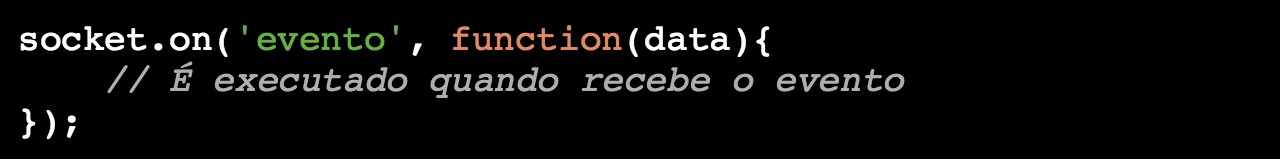 socket.on('evento', function(data){
    // É executado quando recebe o evento
});